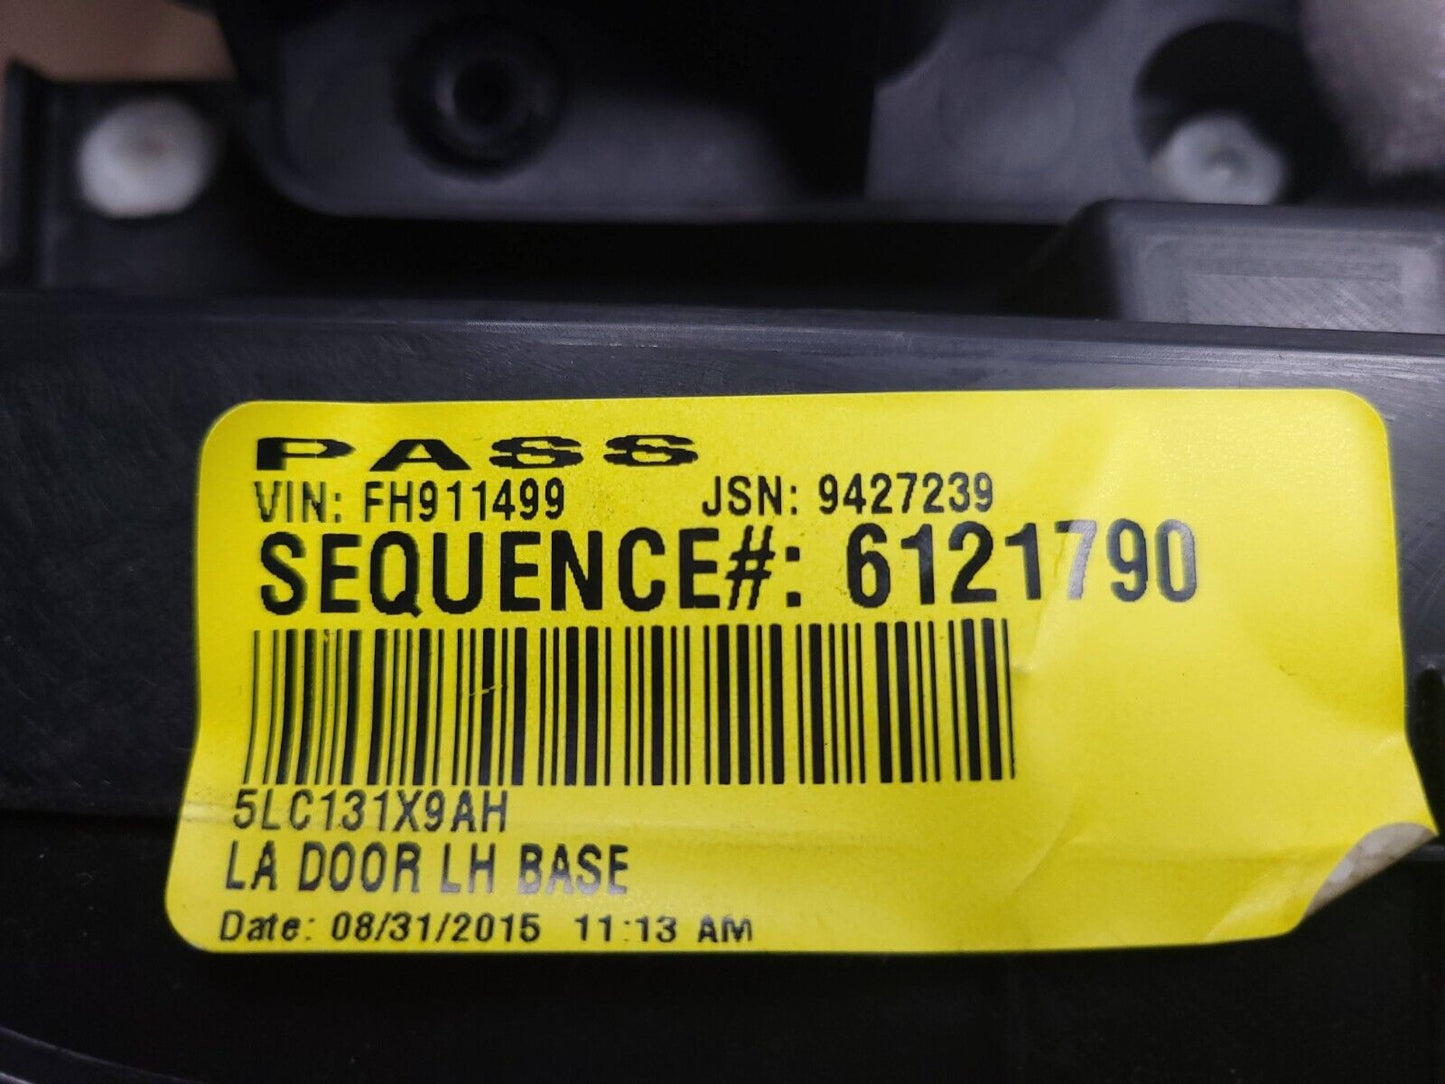 PASS
VIN: FH911499 JSN: 9427239
SEQUENCE#: 6121790
5LC131X9AH
LA DOOR LH BASE
Date: 08/31/2015 11:13 AM